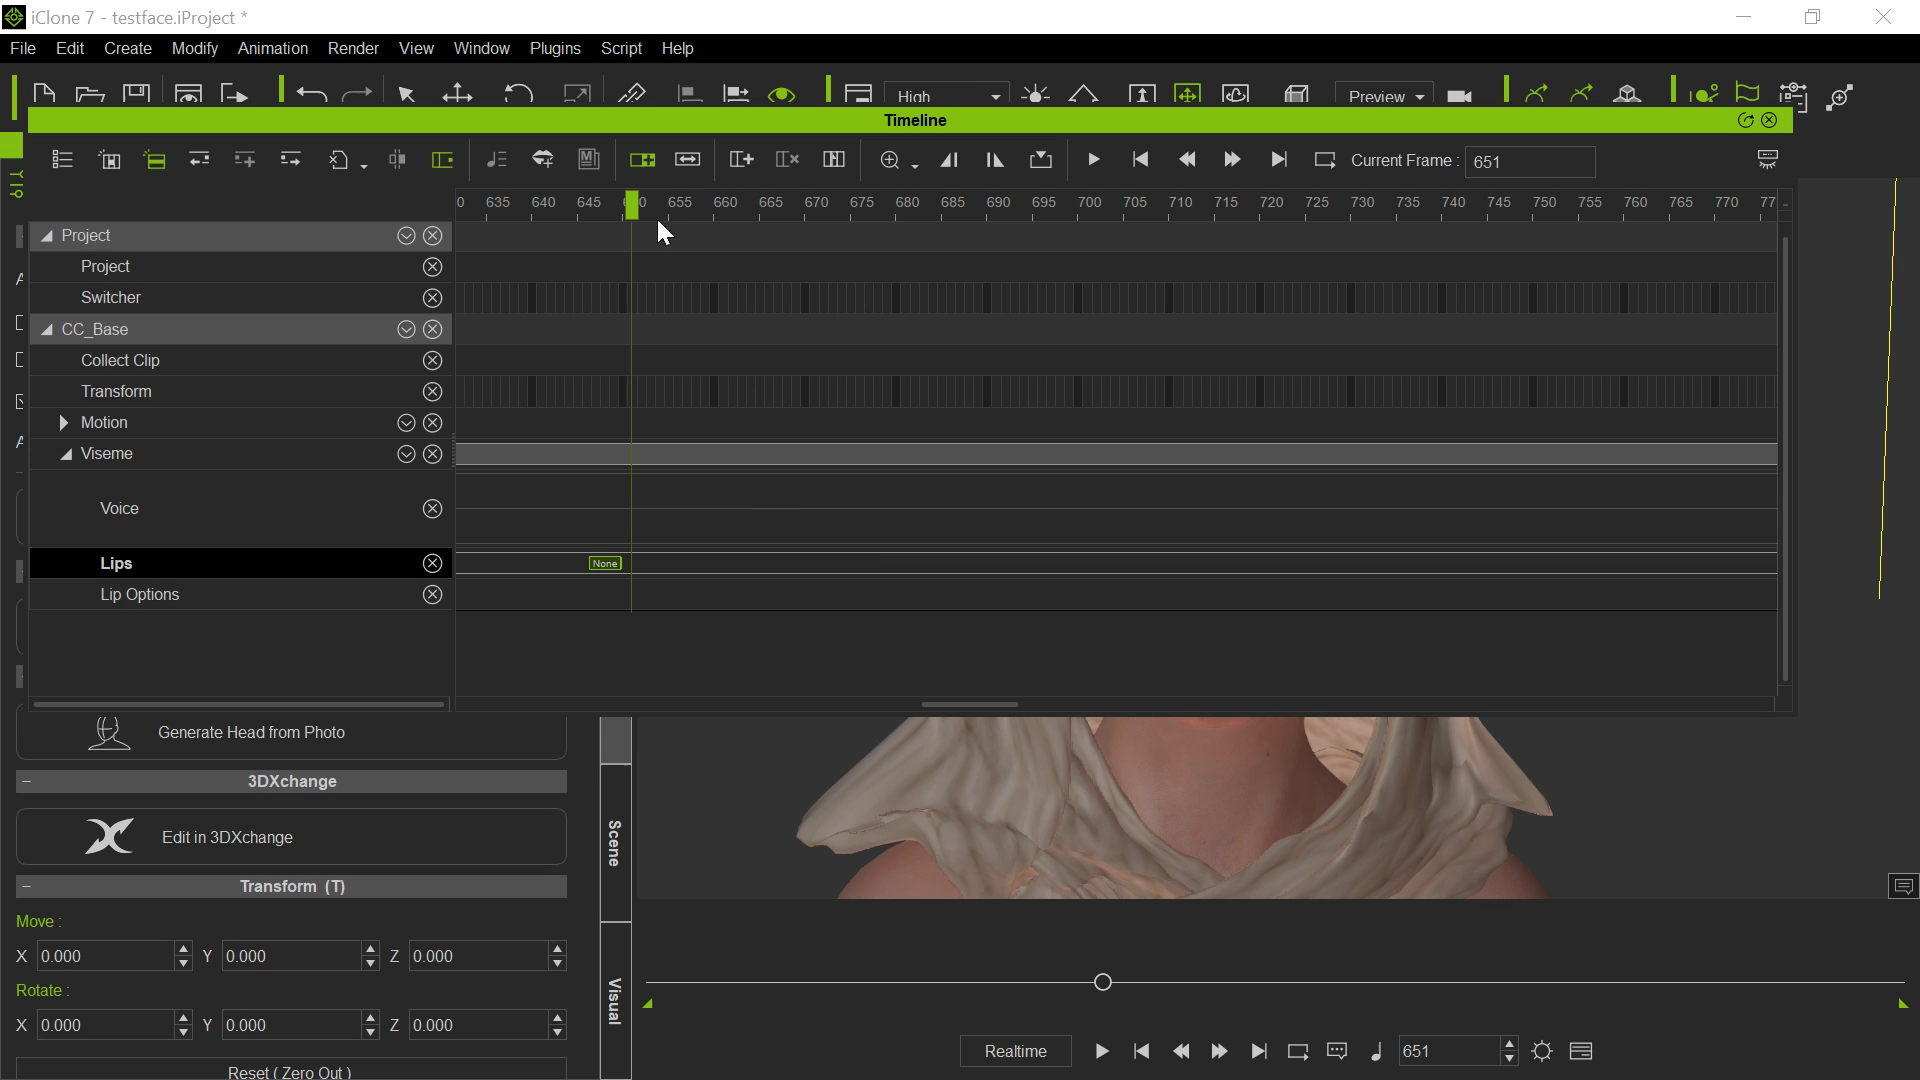 iClone 7 - testface.iProject *
File Edit Create Modify Animation Render View Window Plugins Script Help
High Preview
Timeline
Current Frame : 651
0 635 640 645 655 660 665 670 675 680 685 690 695 700 705 710 715 720 725 730 735 740 745 750 755 760 765 770 77
Project
Project
Switcher
CC_Base
Collect Clip
Transform
Motion
Viseme
Voice
Lips
None
Lip Options
Generate Head from Photo
3DXchange
Edit in 3DXchange
Transform (T)
Move :
X 0.000 Y 0.000 Z 0.000
Rotate :
X 0.000 Y 0.000 Z 0.000
Reset ( Zero Out )
Scene
Visual
Realtime 651